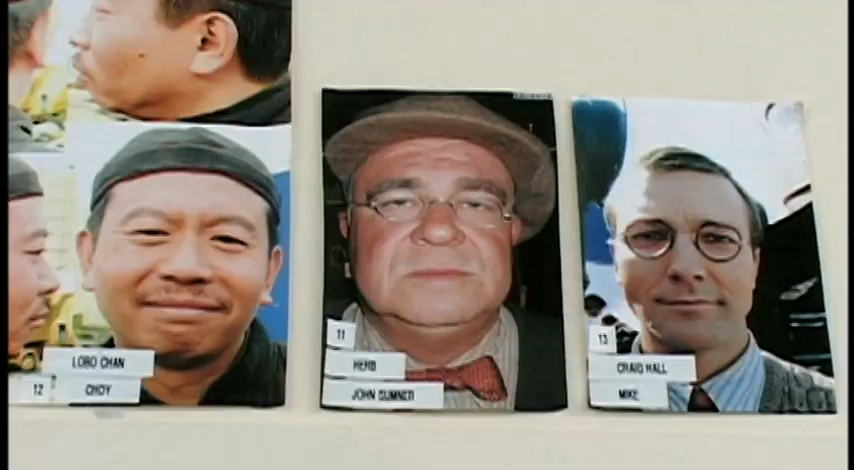 LOBO CHAN
12
CHOY
11
HERB
JOHN SUMNER
13
CRAIG HALL
MIKE